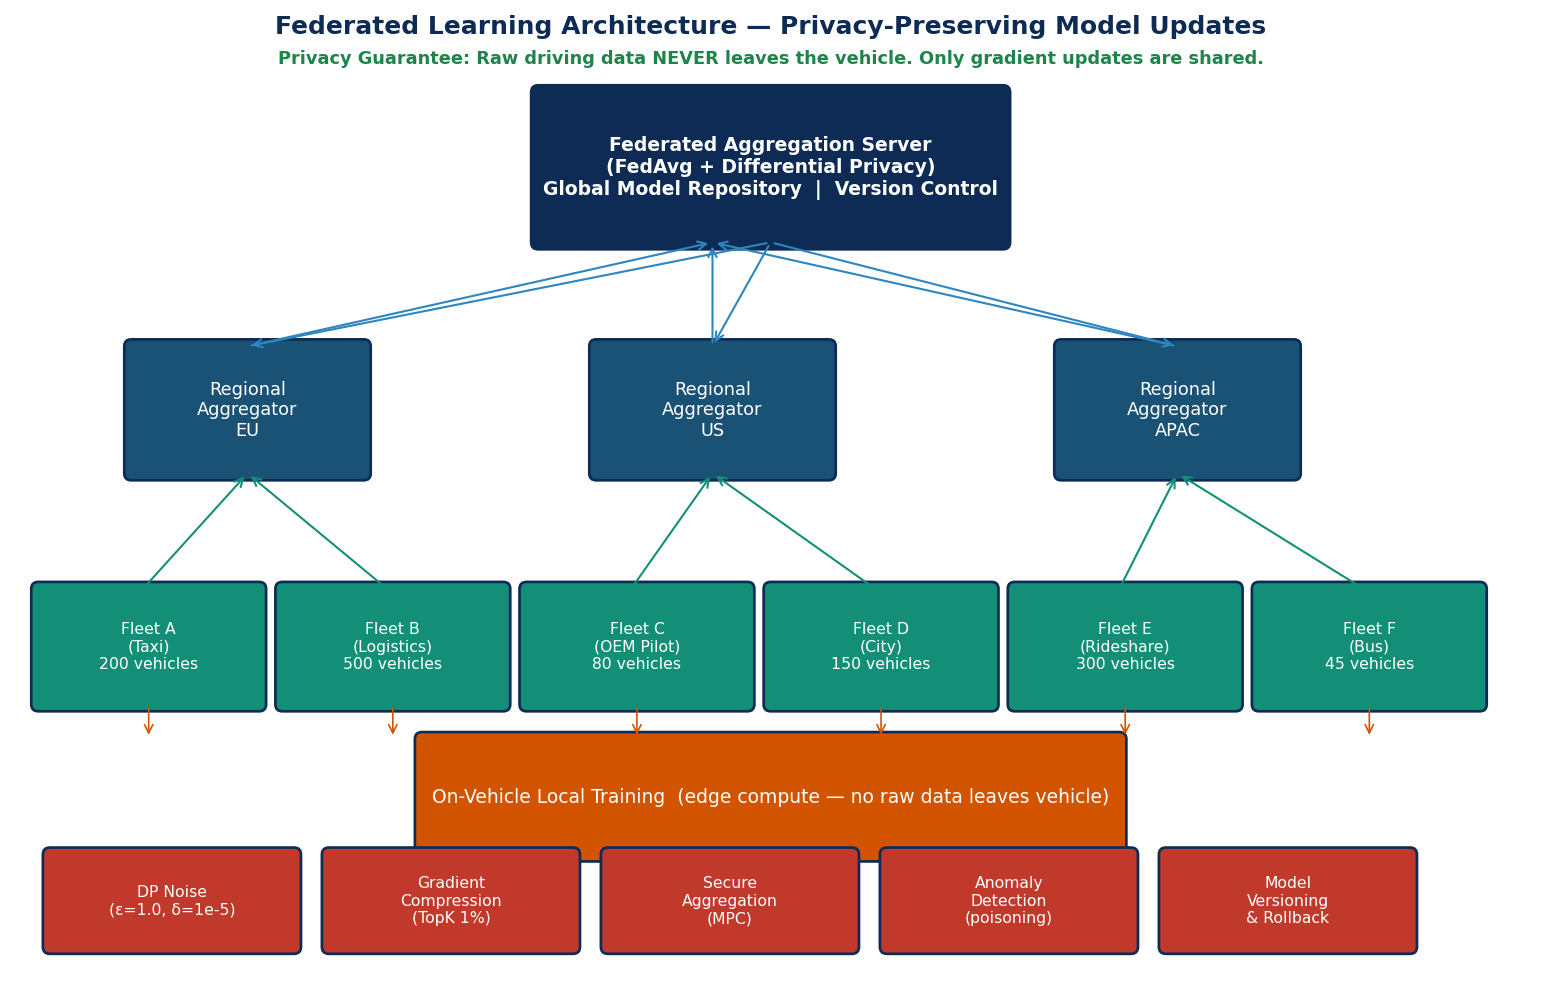 Federated Learning Architecture — Privacy-Preserving Model Updates
Privacy Guarantee: Raw driving data NEVER leaves the vehicle. Only gradient updates are shared.
Federated Aggregation Server
(FedAvg + Differential Privacy)
Global Model Repository | Version Control
Regional
Aggregator
EU
Regional
Aggregator
US
Regional
Aggregator
APAC
Fleet A
(Taxi)
200 vehicles
Fleet B
(Logistics)
500 vehicles
Fleet C
(OEM Pilot)
80 vehicles
Fleet D
(City)
150 vehicles
Fleet E
(Rideshare)
300 vehicles
Fleet F
(Bus)
45 vehicles
On-Vehicle Local Training (edge compute — no raw data leaves vehicle)
DP Noise
(ε=1.0, δ=1e-5)
Gradient
Compression
(TopK 1%)
Secure
Aggregation
(MPC)
Anomaly
Detection
(poisoning)
Model
Versioning
& Rollback